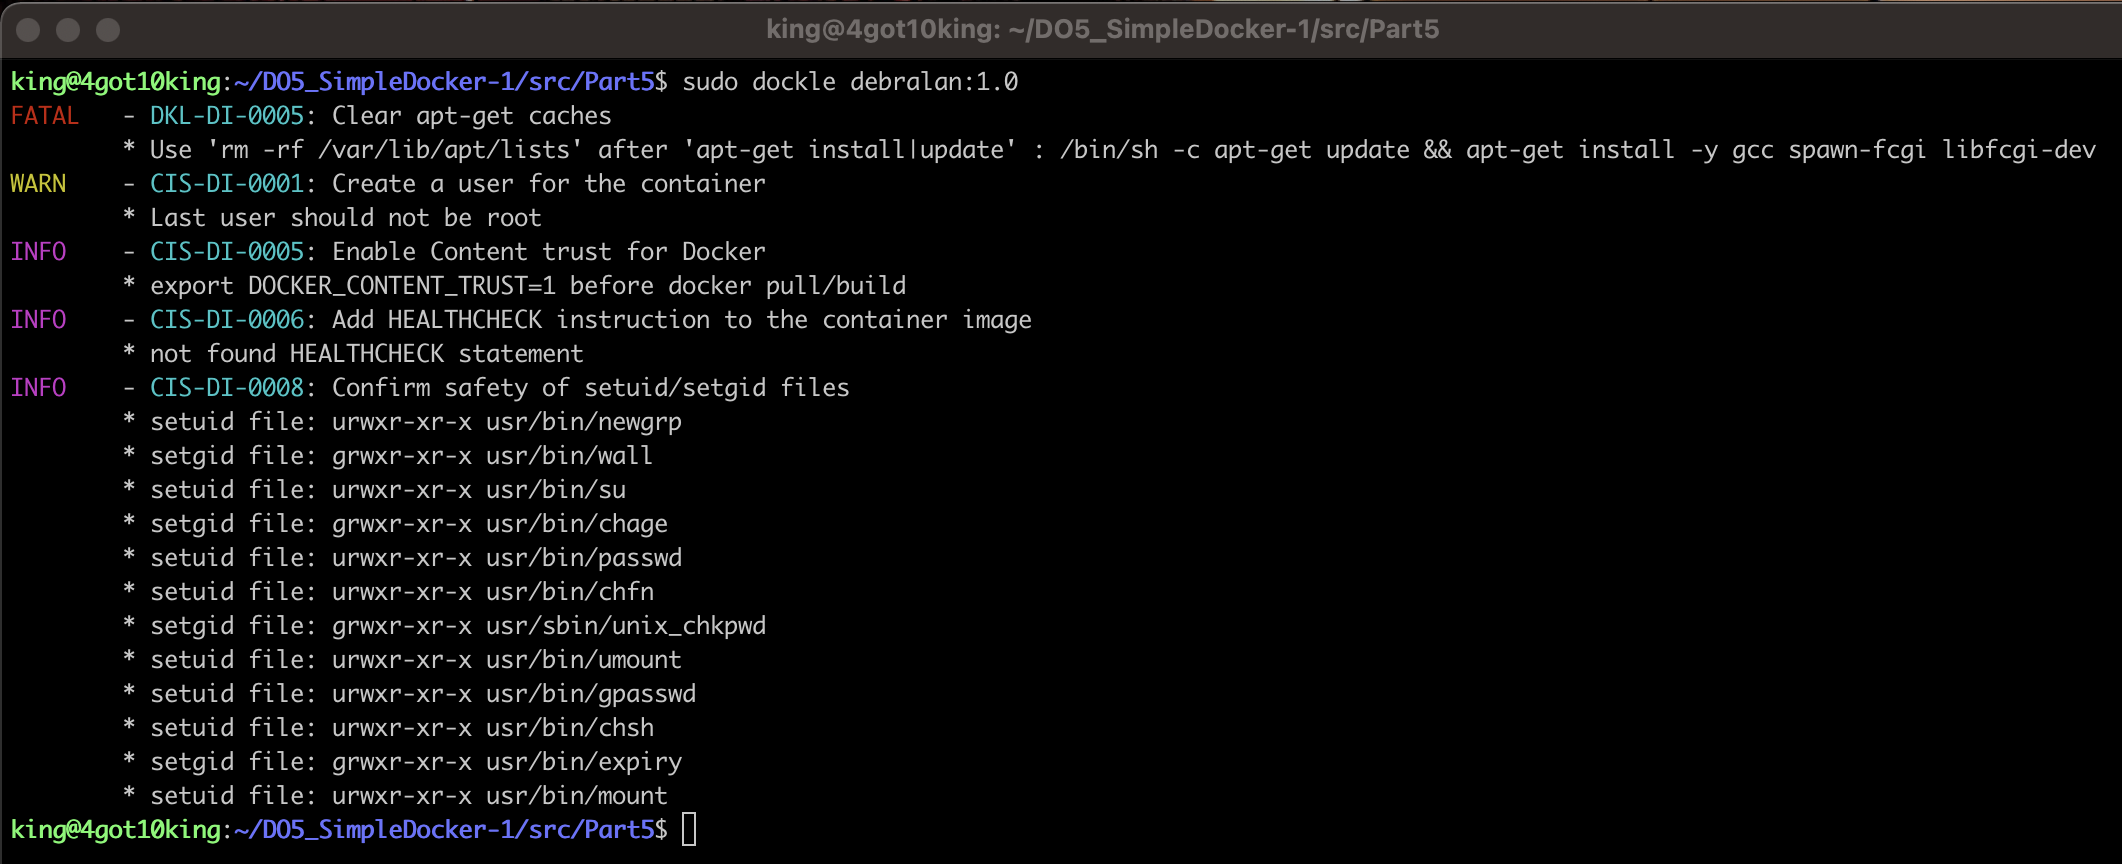 king@4got10king: ~/DO5_SimpleDocker-1/src/Part5
king@4got10king:~/DO5_SimpleDocker-1/src/Part5$ sudo dockle debralan:1.0
FATAL   - DKL-DI-0005: Clear apt-get caches
        * Use 'rm -rf /var/lib/apt/lists' after 'apt-get install|update' : /bin/sh -c apt-get update && apt-get install -y gcc spawn-fcgi libfcgi-dev
WARN    - CIS-DI-0001: Create a user for the container
        * Last user should not be root
INFO    - CIS-DI-0005: Enable Content trust for Docker
        * export DOCKER_CONTENT_TRUST=1 before docker pull/build
INFO    - CIS-DI-0006: Add HEALTHCHECK instruction to the container image
        * not found HEALTHCHECK statement
INFO    - CIS-DI-0008: Confirm safety of setuid/setgid files
        * setuid file: urwxr-xr-x usr/bin/newgrp
        * setgid file: grwxr-xr-x usr/bin/wall
        * setuid file: urwxr-xr-x usr/bin/su
        * setgid file: grwxr-xr-x usr/bin/chage
        * setuid file: urwxr-xr-x usr/bin/passwd
        * setuid file: urwxr-xr-x usr/bin/chfn
        * setgid file: grwxr-xr-x usr/sbin/unix_chkpwd
        * setuid file: urwxr-xr-x usr/bin/umount
        * setuid file: urwxr-xr-x usr/bin/gpasswd
        * setuid file: urwxr-xr-x usr/bin/chsh
        * setgid file: grwxr-xr-x usr/bin/expiry
        * setuid file: urwxr-xr-x usr/bin/mount
king@4got10king:~/DO5_SimpleDocker-1/src/Part5$